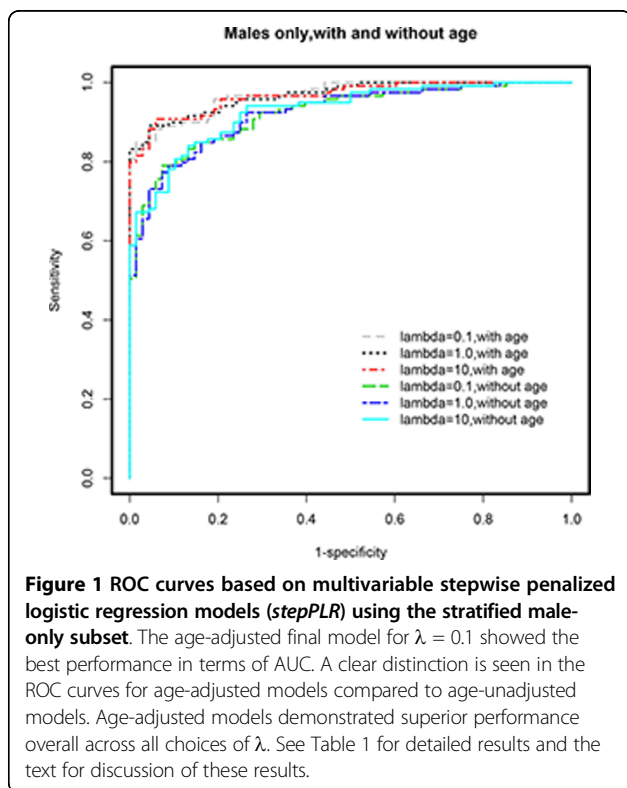 Males only,with and without age
1.0
0.8
0.6
0.4
0.2
0.0
Sensitivity
lambda=0.1,with age
lambda=1.0,with age
lambda=10,with age
lambda=0.1,without age
lambda=1.0,without age
lambda=10,without age
0.0 0.2 0.4 0.6 0.8 1.0
1-specificity
Figure 1 ROC curves based on multivariable stepwise penalized
logistic regression models (stepPLR) using the stratified male-
only subset. The age-adjusted final model for λ = 0.1 showed the
best performance in terms of AUC. A clear distinction is seen in the
ROC curves for age-adjusted models compared to age-unadjusted
models. Age-adjusted models demonstrated superior performance
overall across all choices of λ. See Table 1 for detailed results and the
text for discussion of these results.